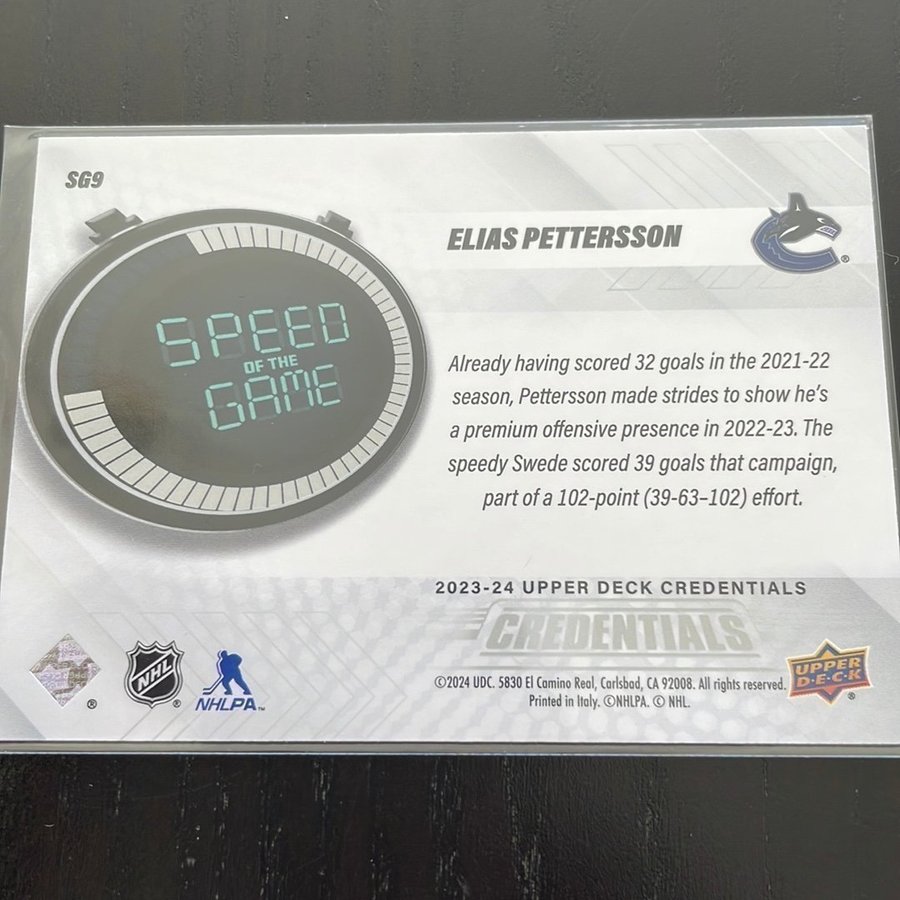 SG9
SPEED
OF THE
GAME
ELIAS PETTERSSON
®
Already having scored 32 goals in the 2021-22
season, Pettersson made strides to show he's
a premium offensive presence in 2022-23. The
speedy Swede scored 39 goals that campaign,
part of a 102-point (39-63–102) effort.
2023-24 UPPER DECK CREDENTIALS
CREDENTIALS
®
NHL
®
NHLPA™
©2024 UDC. 5830 El Camino Real, Carlsbad, CA 92008. All rights reserved.
Printed in Italy. ©NHLPA. © NHL.
UPPER
D·E·C·K
®